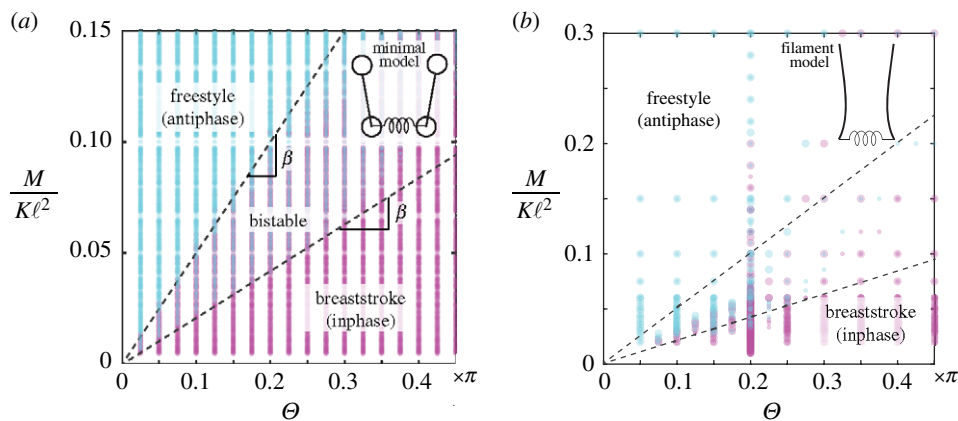 (a)
0.15
0.10
0.05
0
M
Kℓ²
freestyle
(antiphase)
minimal
model
β
bistable
β
breaststroke
(inphase)
0 0.1 0.2 0.3 0.4 ×π
Θ
(b)
0.3
0.2
0.1
0
M
Kℓ²
freestyle
(antiphase)
filament
model
breaststroke
(inphase)
0 0.1 0.2 0.3 0.4 ×π
Θ